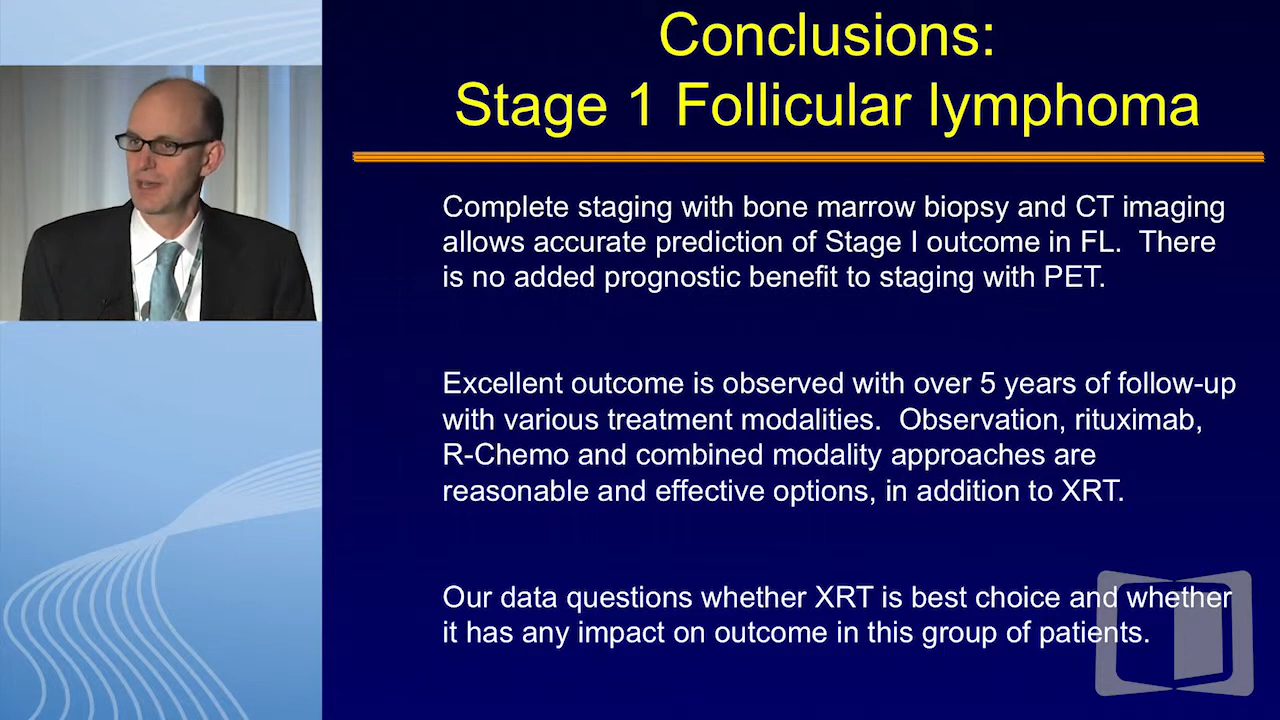 Conclusions:
Stage 1 Follicular lymphoma
Complete staging with bone marrow biopsy and CT imaging
allows accurate prediction of Stage I outcome in FL.  There
is no added prognostic benefit to staging with PET.
Excellent outcome is observed with over 5 years of follow-up
with various treatment modalities.  Observation, rituximab,
R-Chemo and combined modality approaches are
reasonable and effective options, in addition to XRT.
Our data questions whether XRT is best choice and whether
it has any impact on outcome in this group of patients.